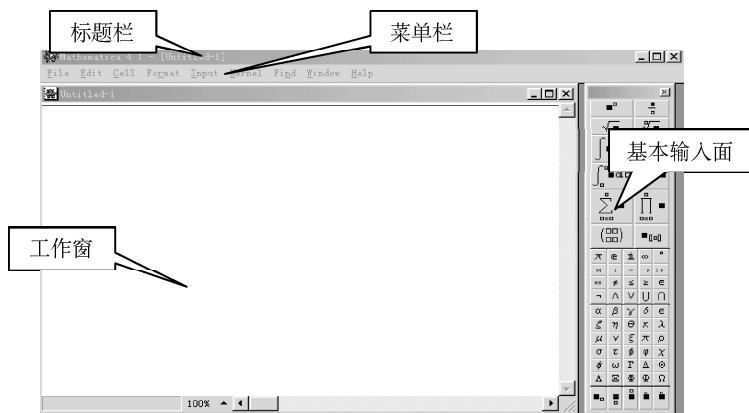 标题栏
菜单栏
Mathematica 4.1 - [Untitled-1]
File Edit Cell Format Input Kernel Find Window Help
Untitled-1
基本输入面
工作窗
π ⅇ ⅈ ∞ °
≠ ≤ ≥ ∈
¬ ∧ ∨ ∪ ∩
α β γ δ ε
ζ η θ κ λ
μ ν ξ π ρ
σ τ ϕ φ χ
ψ ω Γ Δ Θ
Λ Ξ Φ Ψ Ω
100%